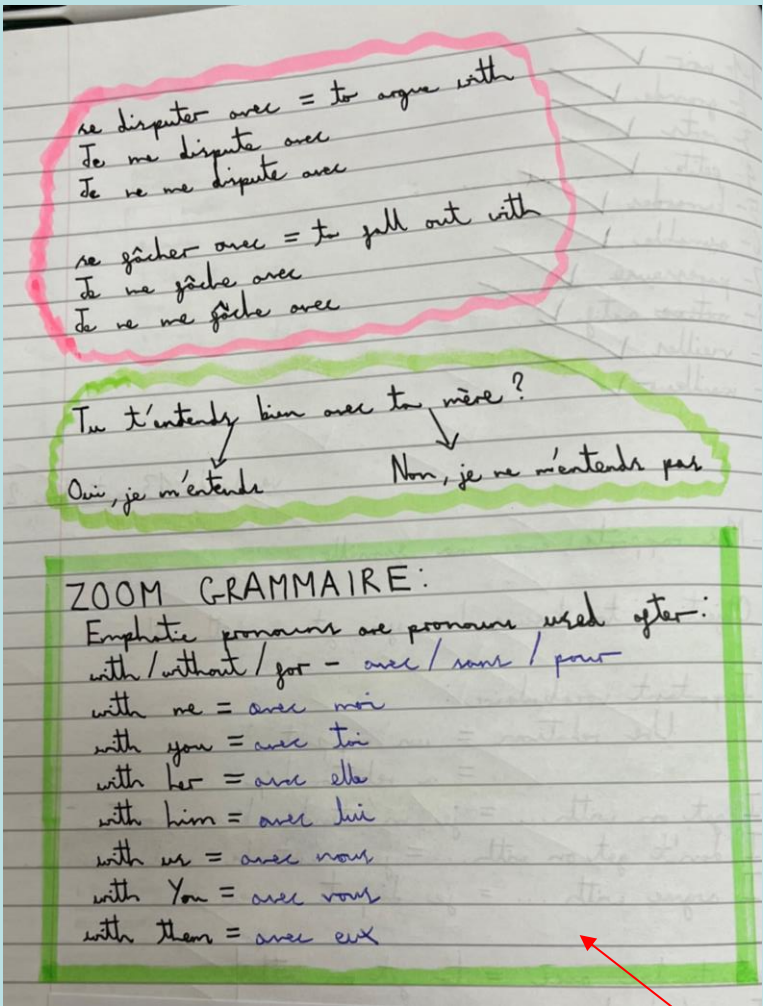 se disputer avec = to argue with
Je me dispute avec
Je ne me dispute avec
se gâcher avec = to fall out with
Je me gâche avec
Je ne me gâche avec
Tu t'entends bien avec ta mère ?
Oui, je m'entends
Non, je ne m'entends pas
ZOOM GRAMMAIRE:
Emphatic pronouns are pronouns used after:
with/without/for - avec/sans/pour
with me = avec moi
with you = avec toi
with her = avec elle
with him = avec lui
with us = avec nous
with You = avec vous
with them = avec eux